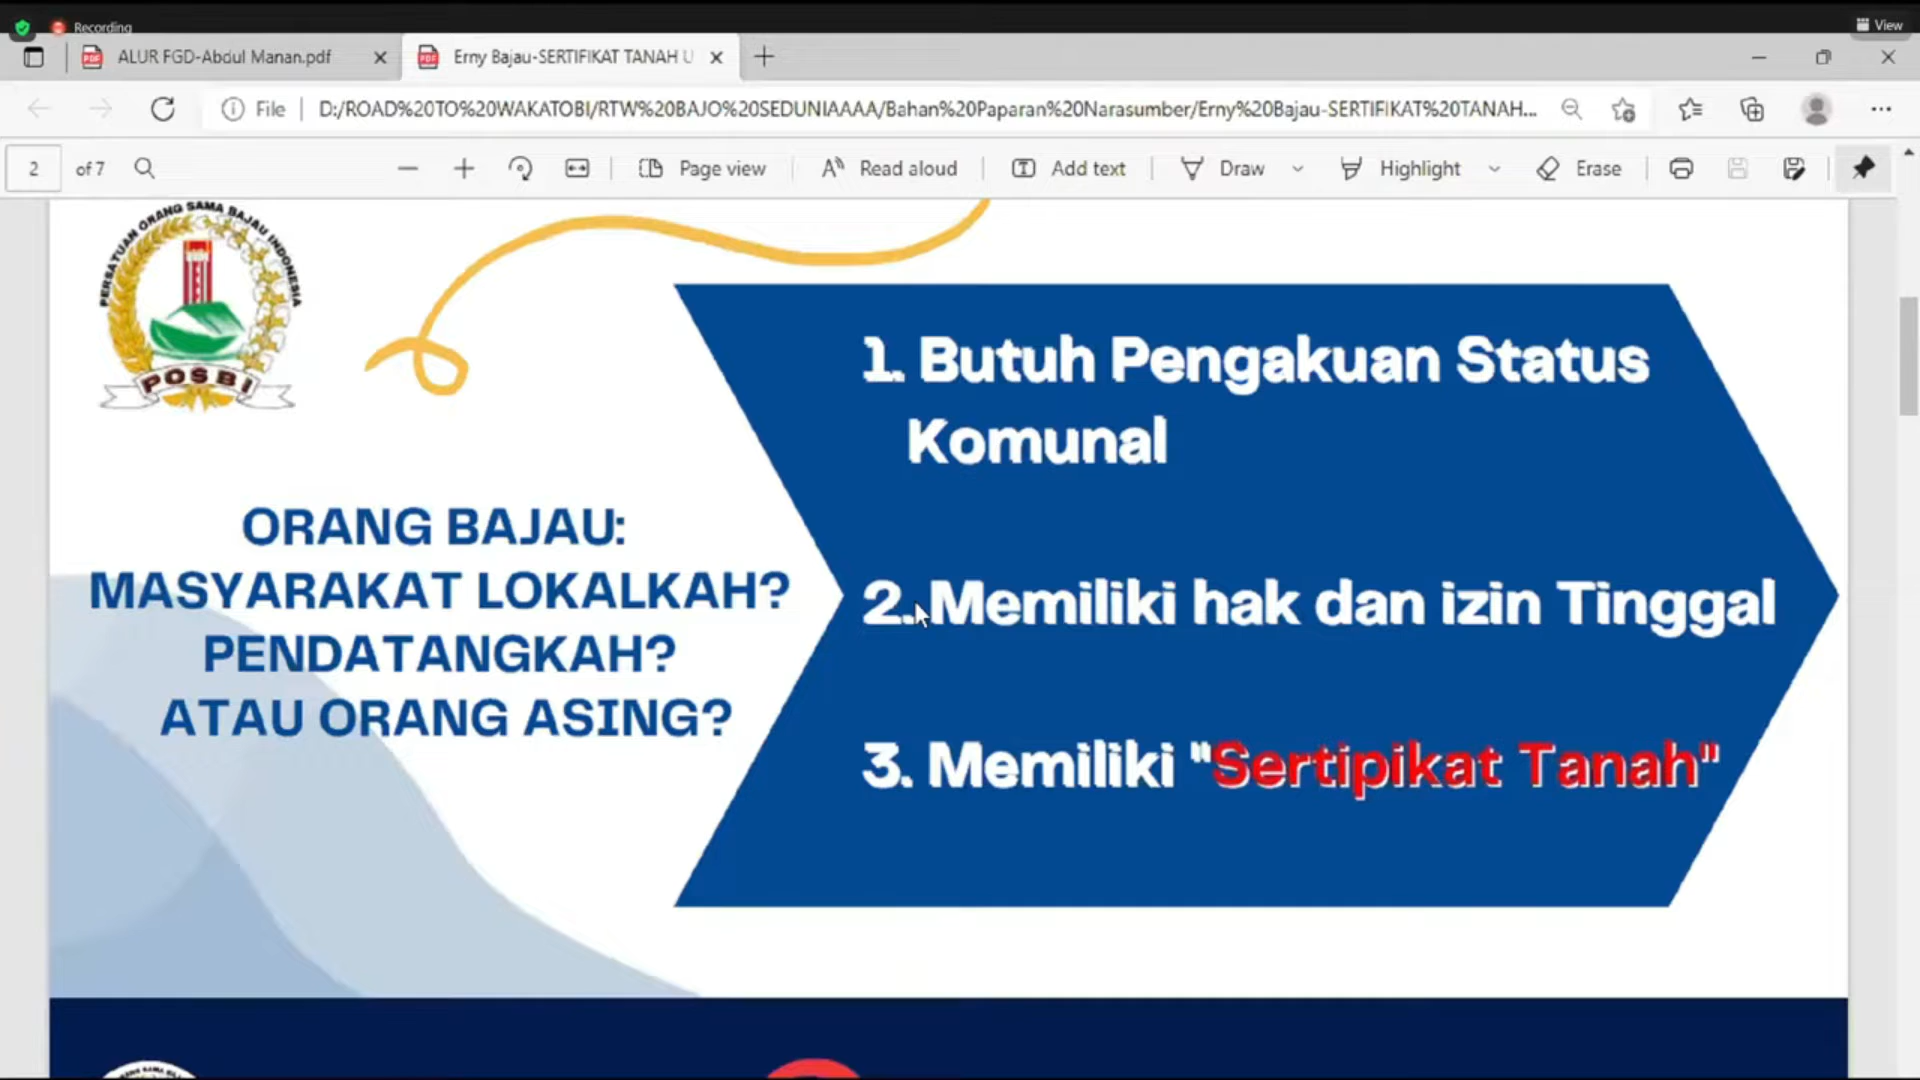 Recording
View
ALUR FGD-Abdul Manan.pdf
Erny Bajau-SERTIFIKAT TANAH U
File
D:/ROAD%20TO%20WAKATOBI/RTW%20BAJO%20SEDUNIAAAA/Bahan%20Paparan%20Narasumber/Erny%20Bajau-SERTIFIKAT%20TANAH...
2 of 7
Page view
Read aloud
Add text
Draw
Highlight
Erase
PERSATUAN ORANG SAMA BAJAU INDONESIA
POSBI
ORANG BAJAU:
MASYARAKAT LOKALKAH?
PENDATANGKAH?
ATAU ORANG ASING?
1. Butuh Pengakuan Status
Komunal
2. Memiliki hak dan izin Tinggal
3. Memiliki "Sertipikat Tanah"